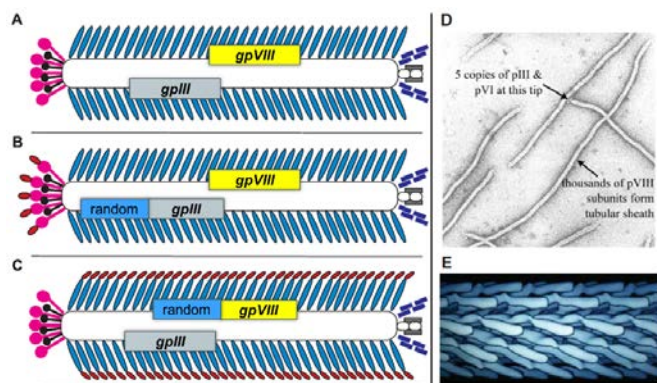 A
gpVIII
gpIII
B
gpVIII
random
gpIII
C
random
gpVIII
gpIII
D
5 copies of pIII &
pVI at this tip
thousands of pVIII
subunits form
tubular sheath
E